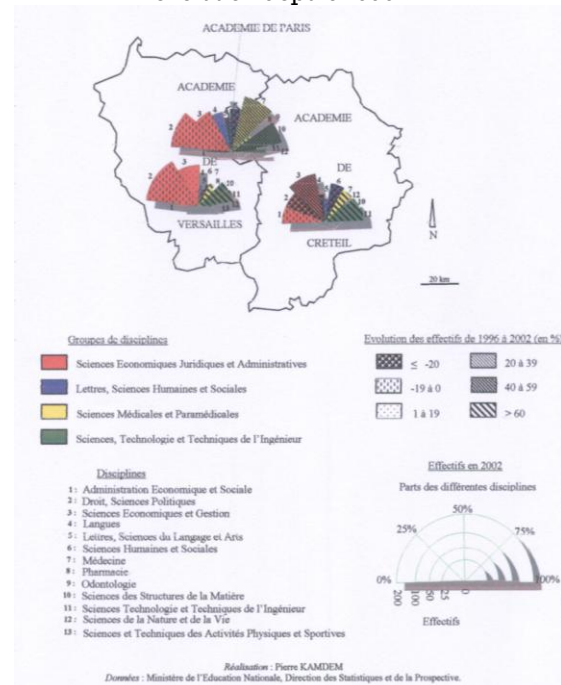 ACADEMIE DE PARIS
ACADEMIE
ACADEMIE
DE
DE
VERSAILLES
CRETEIL
N
20 km
Groupes de disciplines
Sciences Economiques Juridiques et Administratives
Lettres, Sciences Humaines et Sociales
Sciences Médicales et Paramédicales
Sciences, Technologie et Techniques de l'Ingénieur
Evolution des effectifs de 1996 à 2002 (en %)
≤ -20
-19 à 0
1 à 19
20 à 39
40 à 59
> 60
Disciplines
1 : Administration Economique et Sociale
2 : Droit, Sciences Politiques
3 : Sciences Economiques et Gestion
4 : Langues
5 : Lettres, Sciences du Langage et Arts
6 : Sciences Humaines et Sociales
7 : Médecine
8 : Pharmacie
9 : Odontologie
10 : Sciences des Structures de la Matière
11 : Sciences Technologie et Techniques de l'Ingénieur
12 : Sciences de la Nature et de la Vie
13 : Sciences et Techniques des Activités Physiques et Sportives
Effectifs en 2002
Parts des différentes disciplines
50%
25%
75%
0%
100%
200
100
50
25
0
Effectifs
Réalisation : Pierre KAMDEM
Données : Ministère de l'Education Nationale, Direction des Statistiques et de la Prospective.